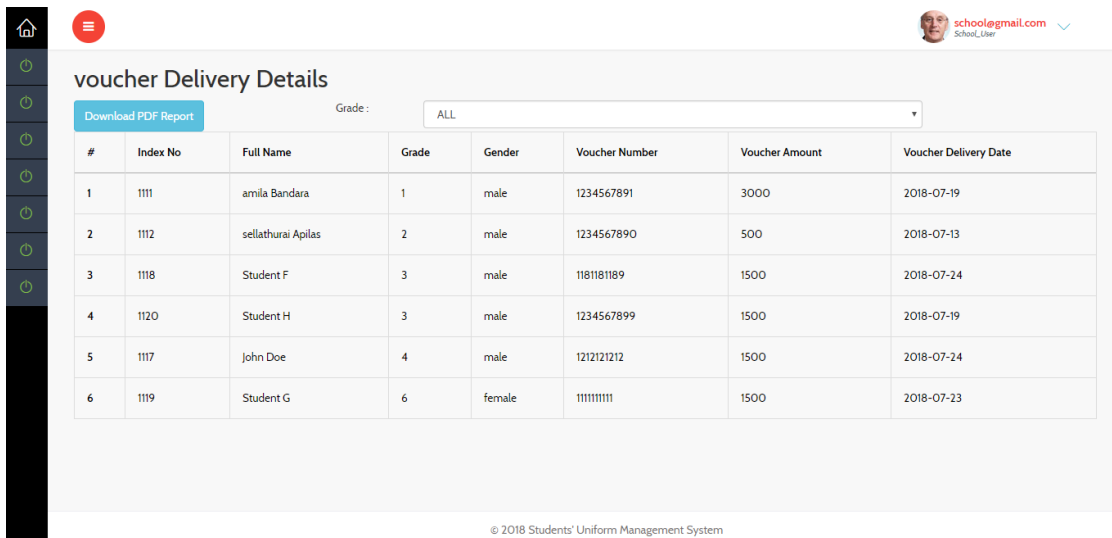 school@gmail.com
School_User
voucher Delivery Details
Download PDF Report
Grade :
ALL
# Index No Full Name Grade Gender Voucher Number Voucher Amount Voucher Delivery Date
1 1111 amila Bandara 1 male 1234567891 3000 2018-07-19
2 1112 sellathurai Apilas 2 male 1234567890 500 2018-07-13
3 1118 Student F 3 male 1181181189 1500 2018-07-24
4 1120 Student H 3 male 1234567899 1500 2018-07-19
5 1117 John Doe 4 male 1212121212 1500 2018-07-24
6 1119 Student G 6 female 1111111111 1500 2018-07-23
© 2018 Students' Uniform Management System